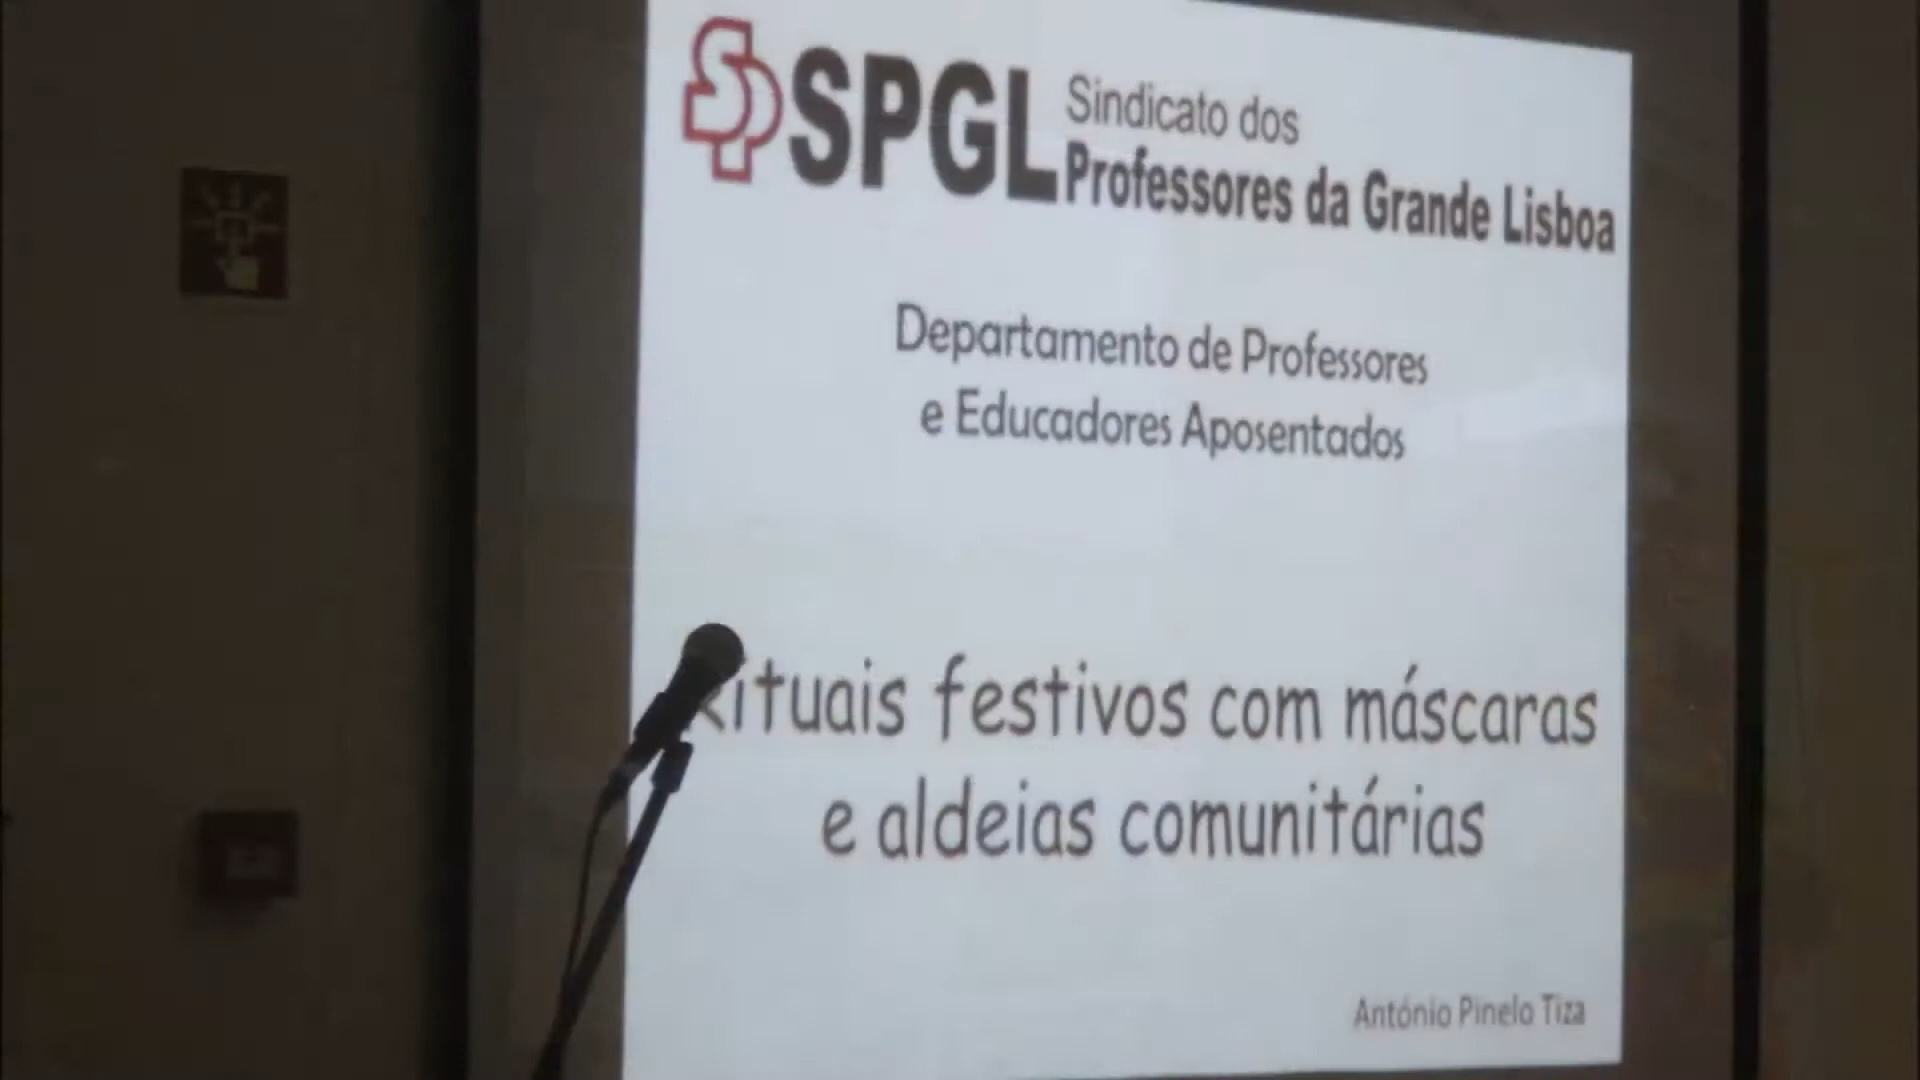 SPGL
Sindicato dos
Professores da Grande Lisboa
Departamento de Professores
e Educadores Aposentados
Rituais festivos com máscaras
e aldeias comunitárias
António Pinelo Tiza